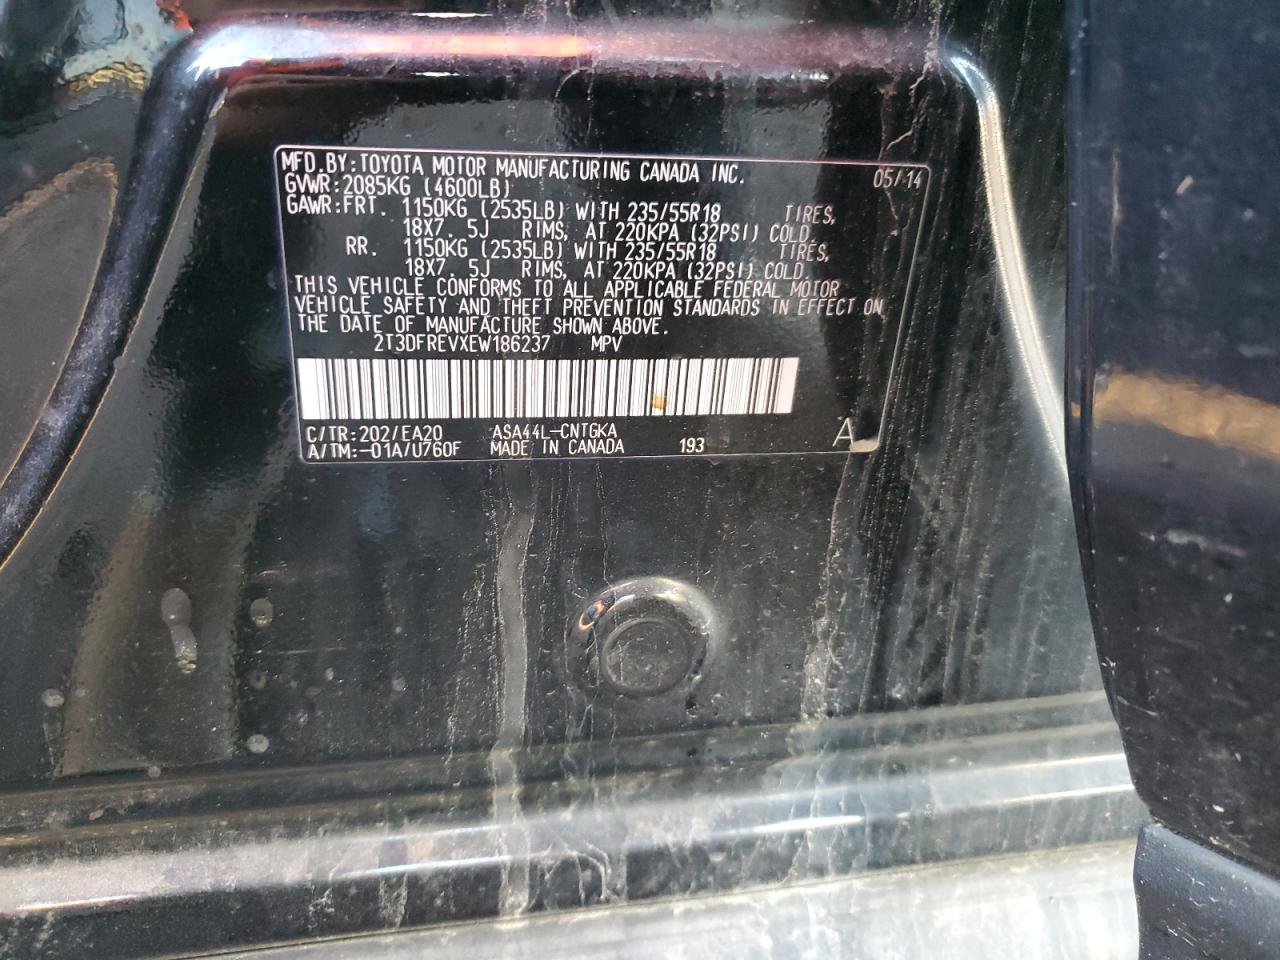 MFD.BY:TOYOTA MOTOR MANUFACTURING CANADA INC. 05/14
GVWR:2085KG (4600LB)
GAWR:FRT. 1150KG (2535LB) WITH 235/55R18 TIRES,
18X7.5J RIMS, AT 220KPA (32PSI) COLD.
RR. 1150KG (2535LB) WITH 235/55R18 TIRES,
18X7.5J RIMS, AT 220KPA (32PSI) COLD.
THIS VEHICLE CONFORMS TO ALL APPLICABLE FEDERAL MOTOR
VEHICLE SAFETY AND THEFT PREVENTION STANDARDS IN EFFECT ON
THE DATE OF MANUFACTURE SHOWN ABOVE.
2T3DFREVXEW186237 MPV
C/TR:202/EA20 ASA44L-CNTGKA
A/TM:-01A/U760F MADE IN CANADA 193 A